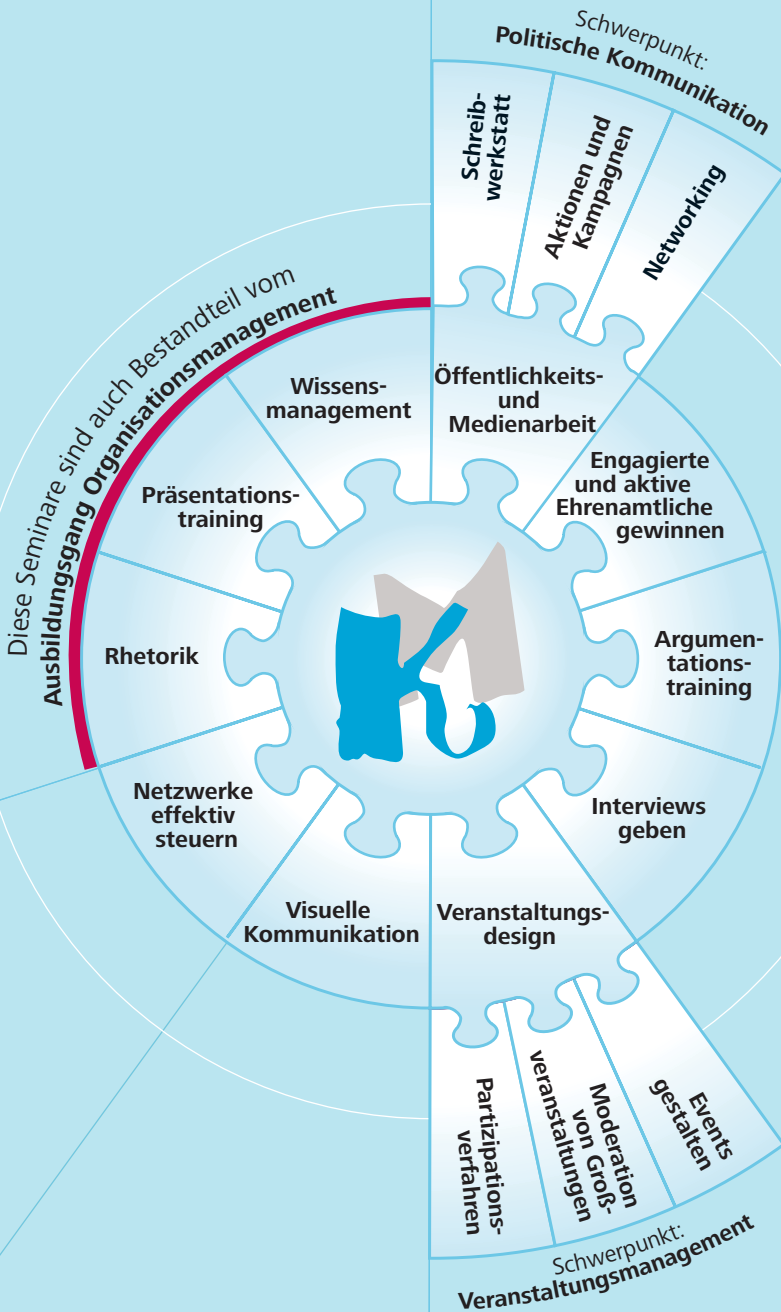 Schwerpunkt:
Politische Kommunikation
Schreib-
werkstatt
Aktionen und
Kampagnen
Networking
Diese Seminare sind auch Bestandteil vom
Ausbildungsgang Organisationsmanagement
Wissens-
management
Öffentlichkeits-
und
Medienarbeit
Präsentations-
training
Engagierte
und aktive
Ehrenamtliche
gewinnen
Rhetorik
Argumen-
tations-
training
Netzwerke
effektiv
steuern
Interviews
geben
Visuelle
Kommunikation
Veranstaltungs-
design
Partizipations-
verfahren
Moderation
von Groß-
veranstaltungen
Events
gestalten
Schwerpunkt:
Veranstaltungsmanagement